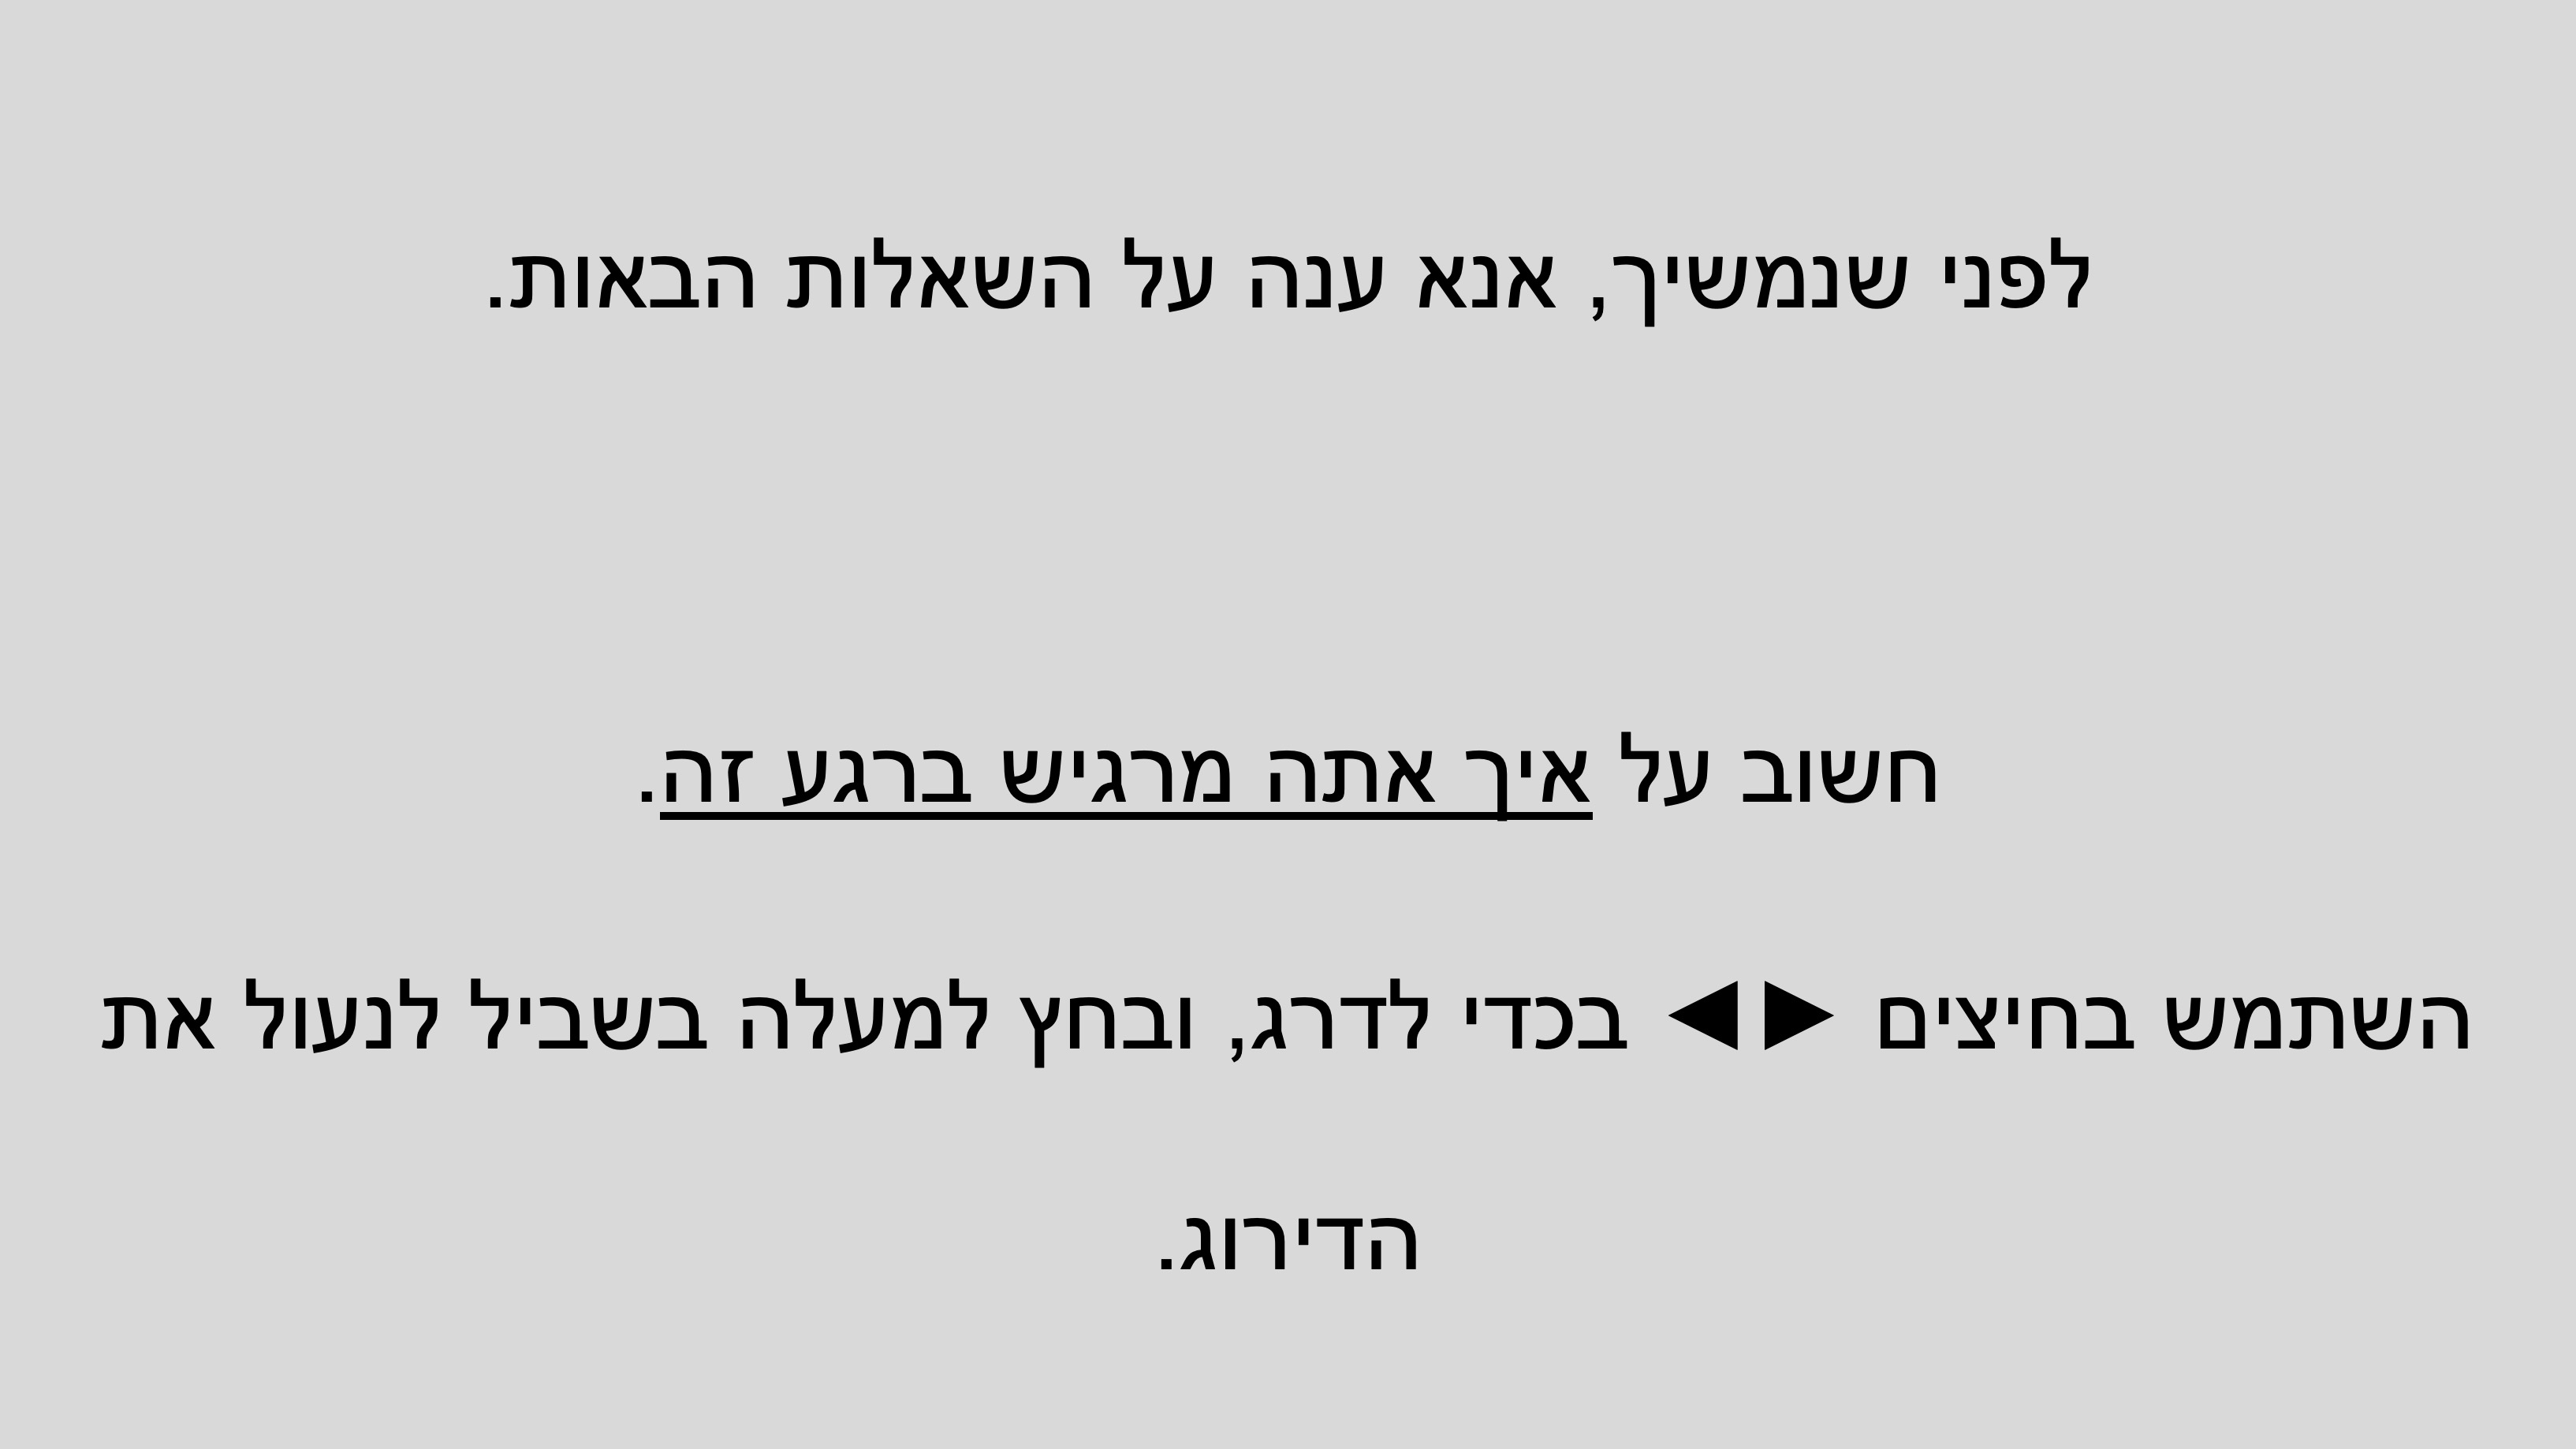 לפני שנמשיך, אנא ענה על השאלות הבאות.
חשוב על איך אתה מרגיש ברגע זה.
השתמש בחיצים ▶ ◀ בכדי לדרג, ובחץ למעלה בשביל לנעול את
הדירוג.